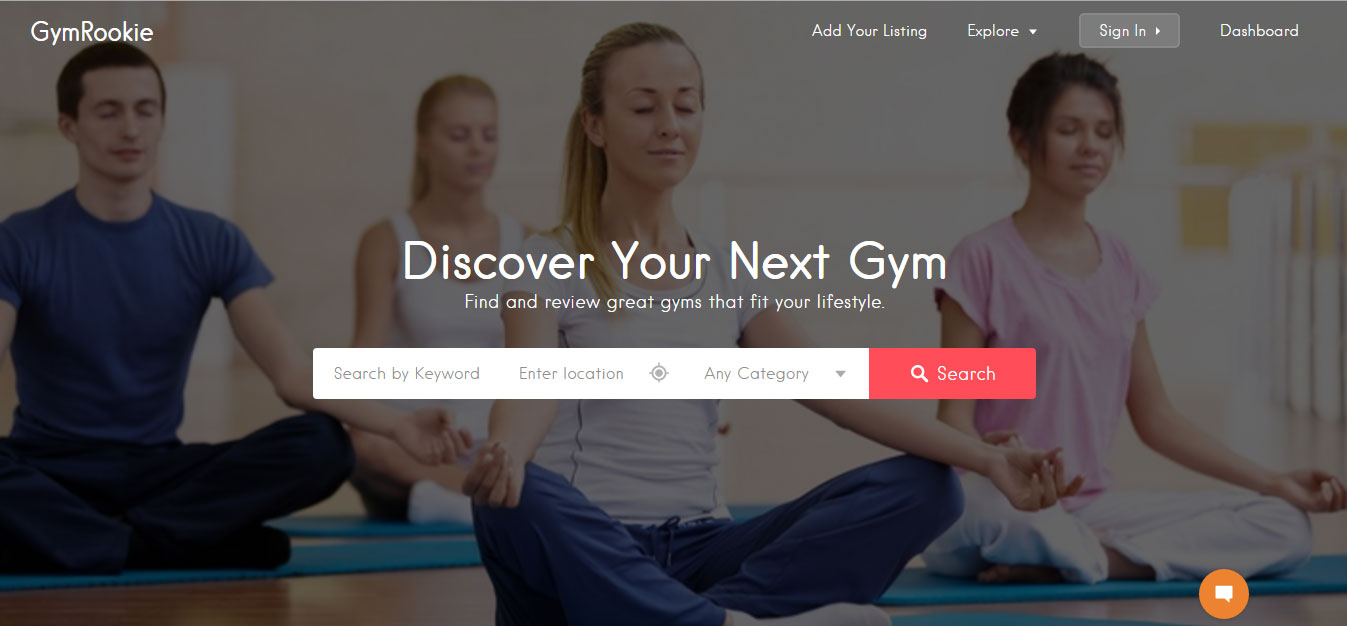 GymRookie
Add Your Listing
Explore
Sign In
Dashboard
Discover Your Next Gym
Find and review great gyms that fit your lifestyle.
Search by Keyword
Enter location
Any Category
Search